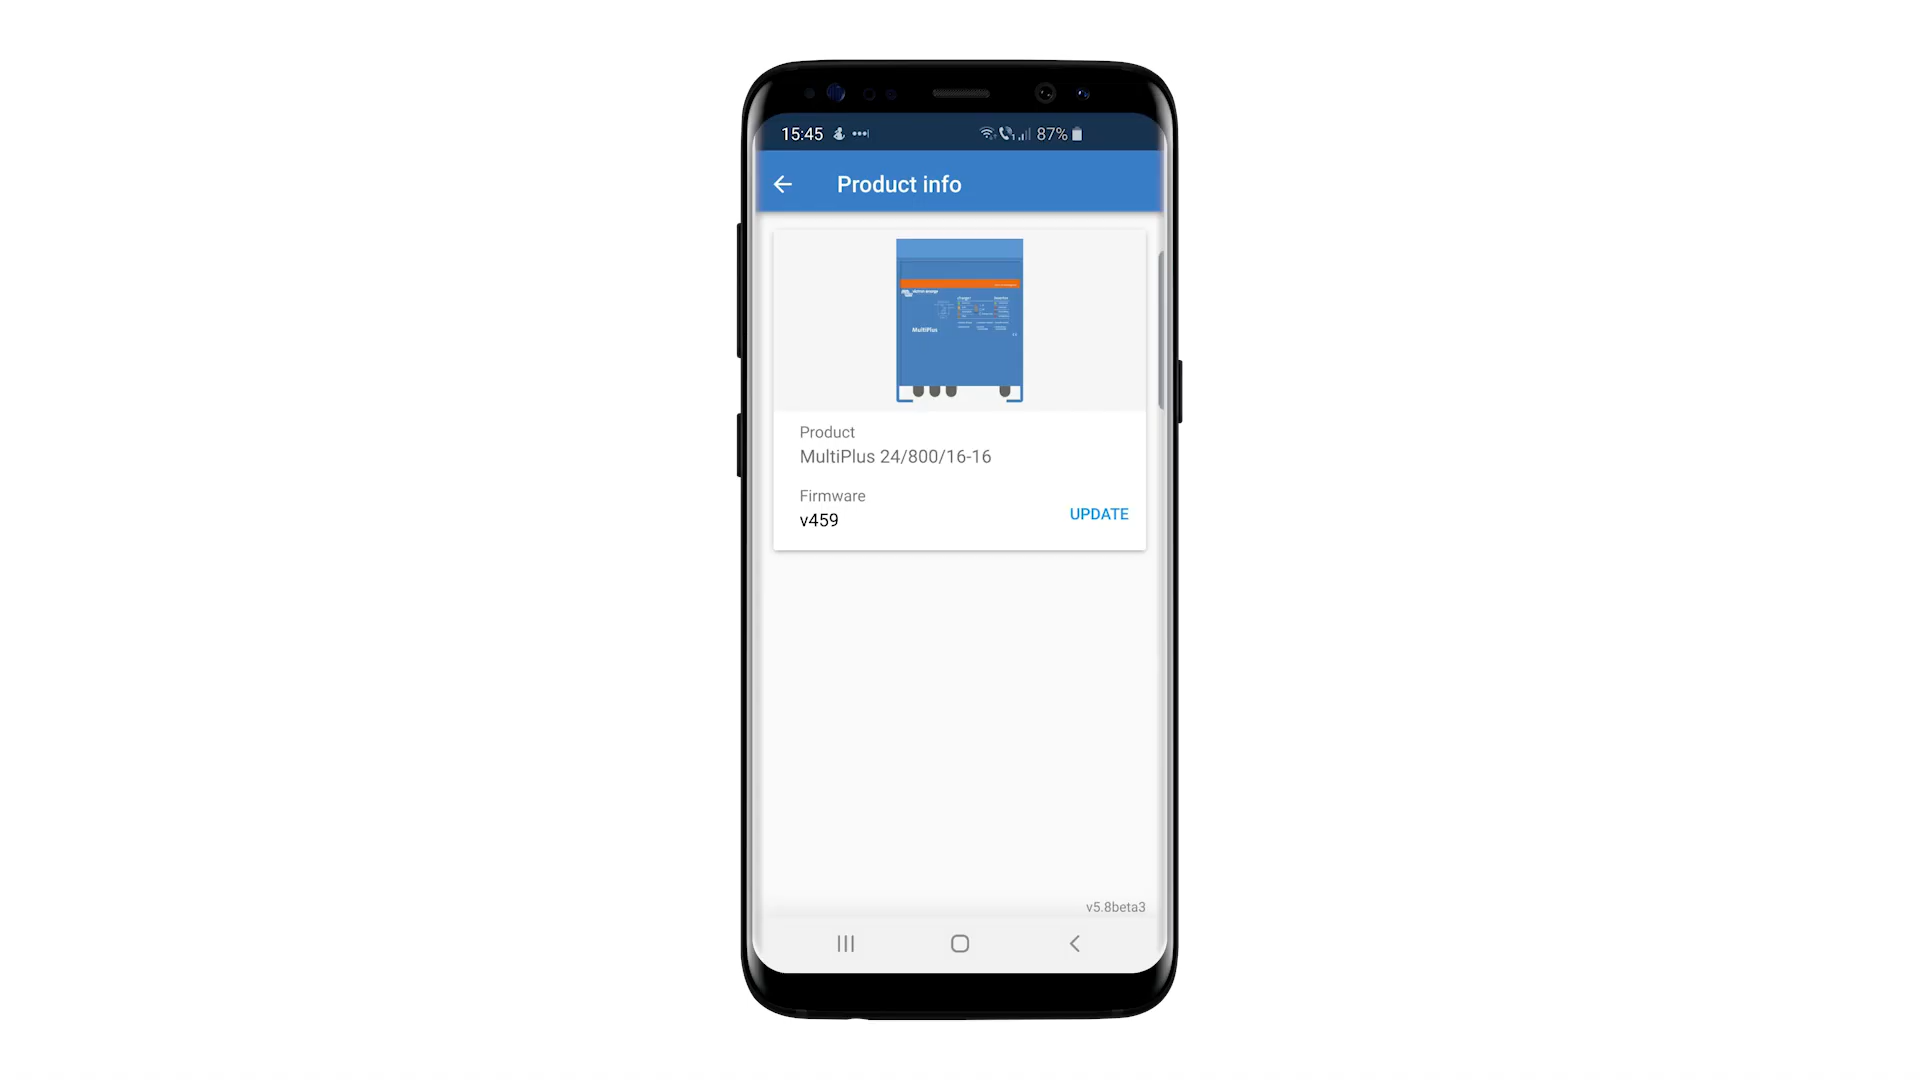 15:45
87%
Product info
MultiPlus
Product
MultiPlus 24/800/16-16
Firmware
v459
UPDATE
v5.8beta3